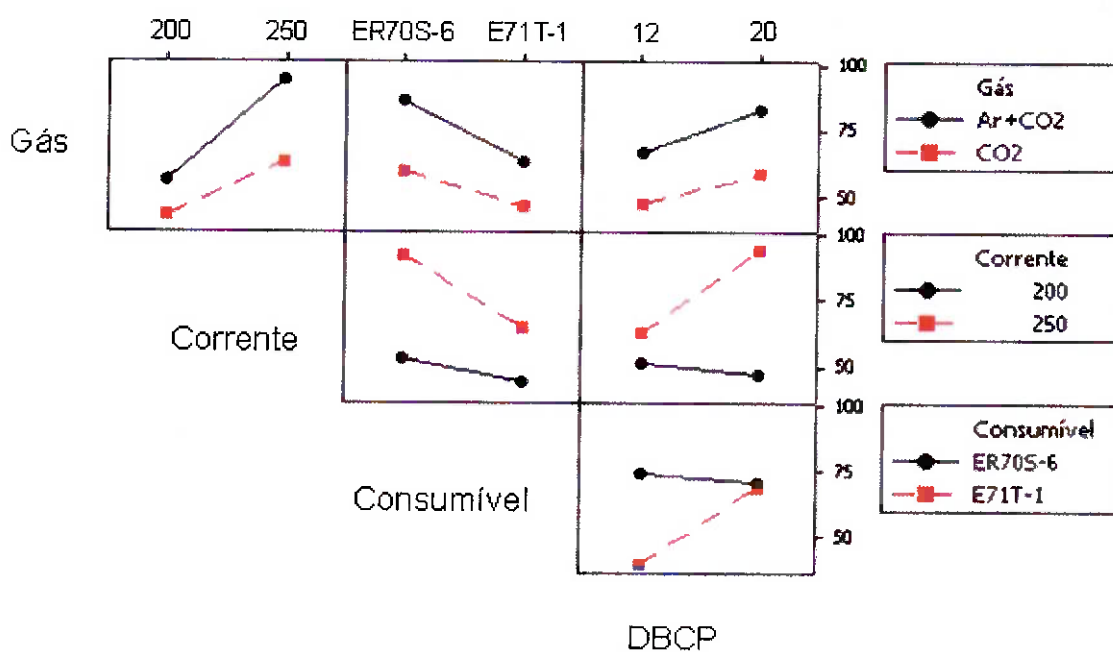 200 250 ER70S-6 E71T-1 12 20
Gás
100
75
50
Gás
Ar+CO2
CO2
Corrente
100
75
50
Corrente
200
250
Consumível
100
75
50
Consumível
ER70S-6
E71T-1
DBCP